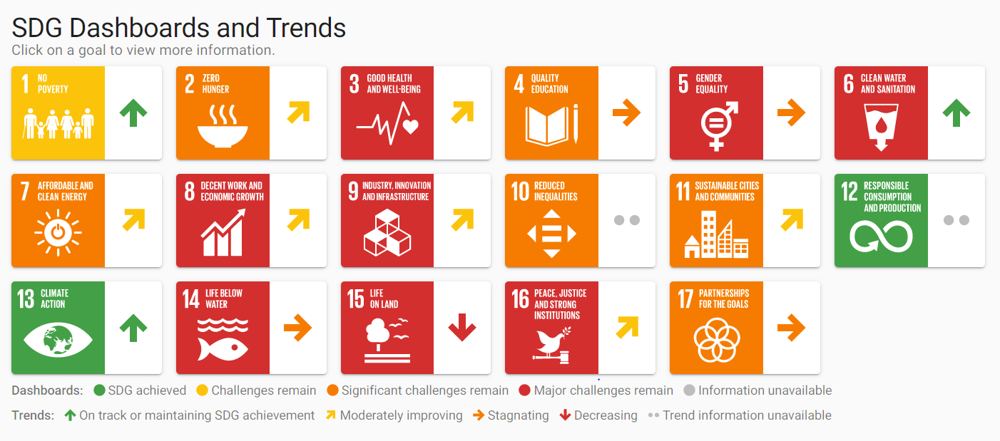 SDG Dashboards and Trends
Click on a goal to view more information.
1 NO
POVERTY
2 ZERO
HUNGER
3 GOOD HEALTH
AND WELL-BEING
4 QUALITY
EDUCATION
5 GENDER
EQUALITY
6 CLEAN WATER
AND SANITATION
7 AFFORDABLE AND
CLEAN ENERGY
8 DECENT WORK AND
ECONOMIC GROWTH
9 INDUSTRY, INNOVATION
AND INFRASTRUCTURE
10 REDUCED
INEQUALITIES
11 SUSTAINABLE CITIES
AND COMMUNITIES
12 RESPONSIBLE
CONSUMPTION
AND PRODUCTION
13 CLIMATE
ACTION
14 LIFE BELOW
WATER
15 LIFE
ON LAND
16 PEACE, JUSTICE
AND STRONG
INSTITUTIONS
17 PARTNERSHIPS
FOR THE GOALS
Dashboards: SDG achieved Challenges remain Significant challenges remain Major challenges remain Information unavailable
Trends: On track or maintaining SDG achievement Moderately improving Stagnating Decreasing Trend information unavailable